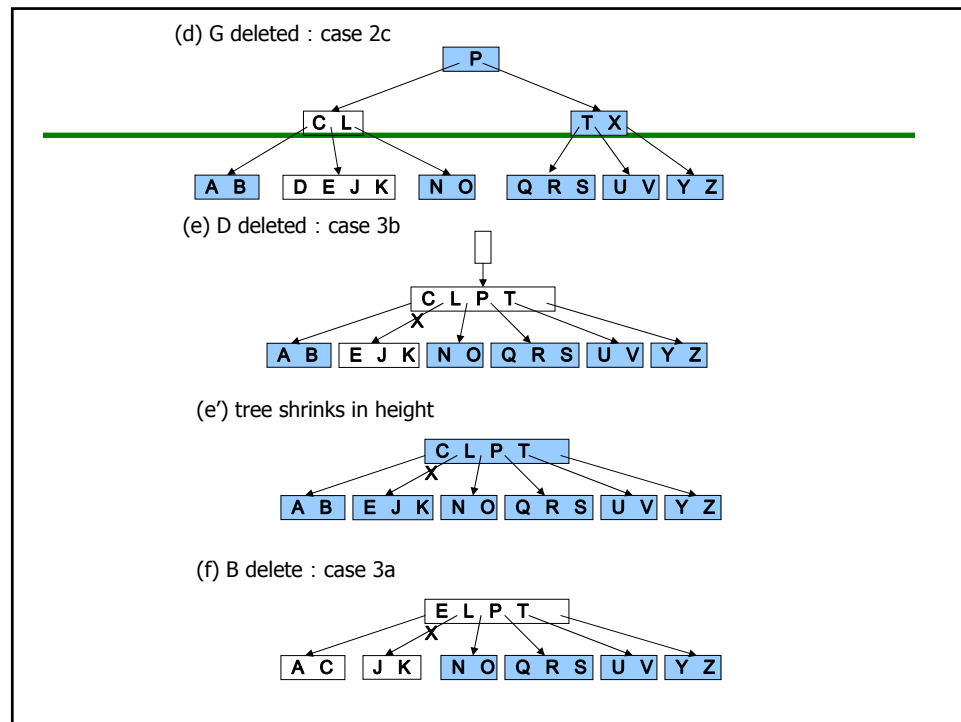 (d) G deleted : case 2c
P
C L T X
A B D E J K N O Q R S U V Y Z
(e) D deleted : case 3b
C L P T
X
A B E J K N O Q R S U V Y Z
(e’) tree shrinks in height
C L P T
X
A B E J K N O Q R S U V Y Z
(f) B delete : case 3a
E L P T
X
A C J K N O Q R S U V Y Z